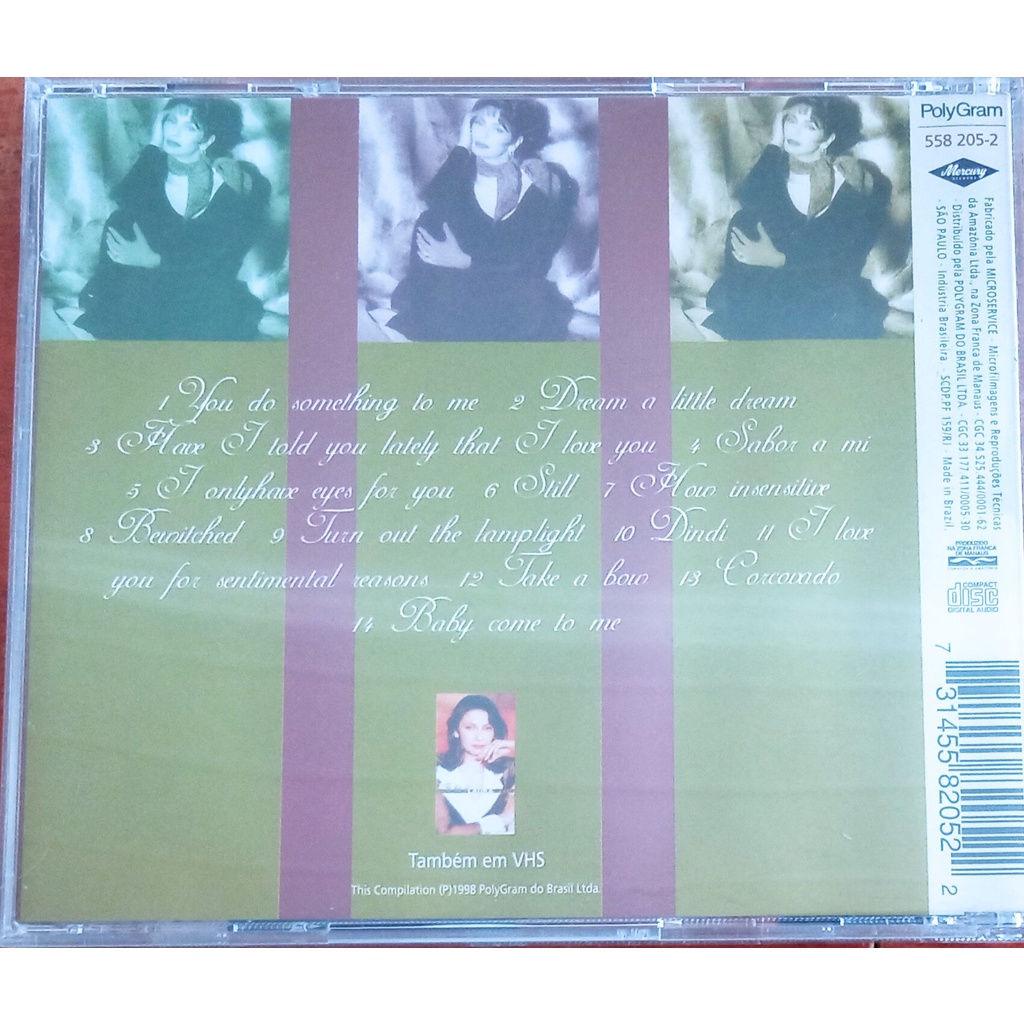 1 You do something to me 2 Dream a little dream
3 Have I told you lately that I love you 4 Sabor a mi
5 I onlyhave eyes for you 6 Still 7 How insensitive
8 Bewitched 9 Turn out the lamplight 10 Dindi 11 I love
you for sentimental reasons 12 Take a bow 13 Corcovado
14 Baby come to me
Também em VHS
This Compilation (P)1998 PolyGram do Brasil Ltda.
PolyGram
558 205-2
Mercury
Fabricado pela MICROSERVICE - Microfilmagens e Reproduções Técnicas
da Amazônia Ltda., na Zona Franca de Manaus - CGC 34 525 444/0001 62
- Distribuído pela POLYGRAM DO BRASIL LTDA. - CGC 33 177 411/0005 30
- SÃO PAULO - Industria Brasileira - SCDP.PF 159/RJ - Made in Brazil.
PRODUZIDO
NA ZONA FRANCA
DE MANAUS
COMPACT
disc
DIGITAL AUDIO
7 31455 82052 2